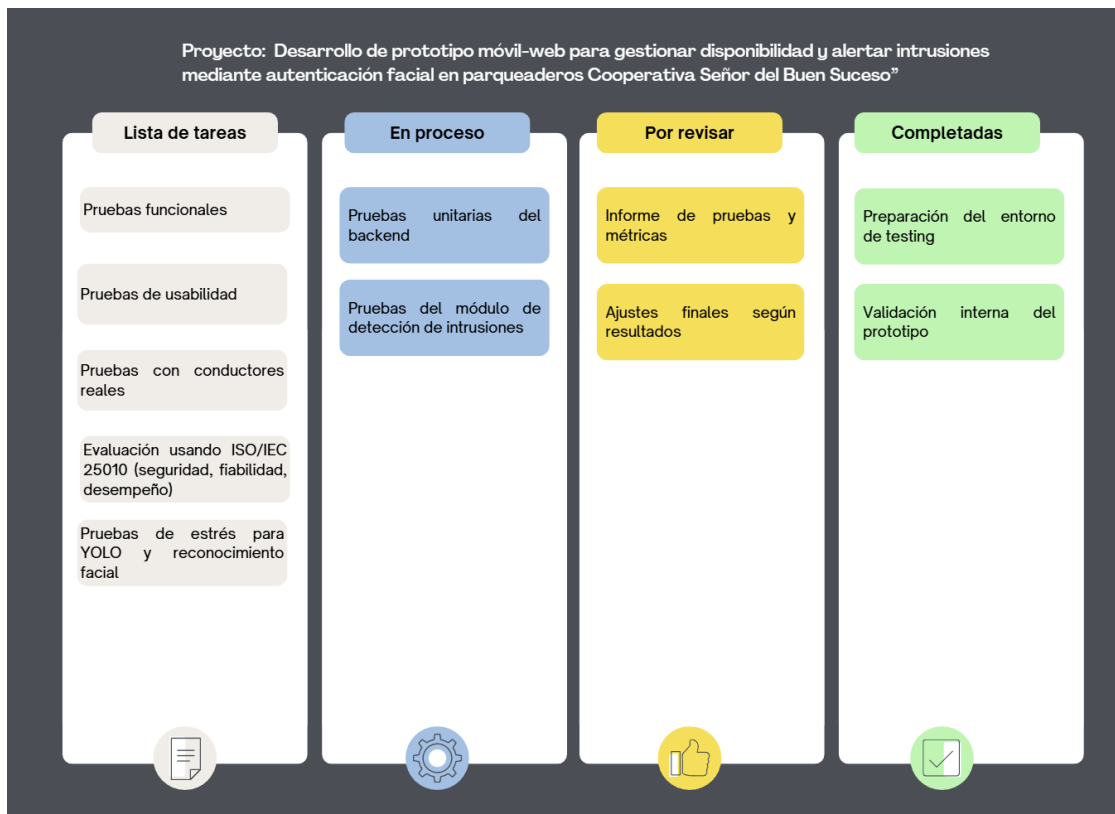 Proyecto: Desarrollo de prototipo móvil-web para gestionar disponibilidad y alertar intrusiones
mediante autenticación facial en parqueaderos Cooperativa Señor del Buen Suceso”
Lista de tareas
Pruebas funcionales
Pruebas de usabilidad
Pruebas con conductores
reales
Evaluación usando ISO/IEC
25010 (seguridad, fiabilidad,
desempeño)
Pruebas de estrés para
YOLO y reconocimiento
facial
En proceso
Pruebas unitarias del
backend
Pruebas del módulo de
detección de intrusiones
Por revisar
Informe de pruebas y
métricas
Ajustes finales según
resultados
Completadas
Preparación del entorno
de testing
Validación interna del
prototipo